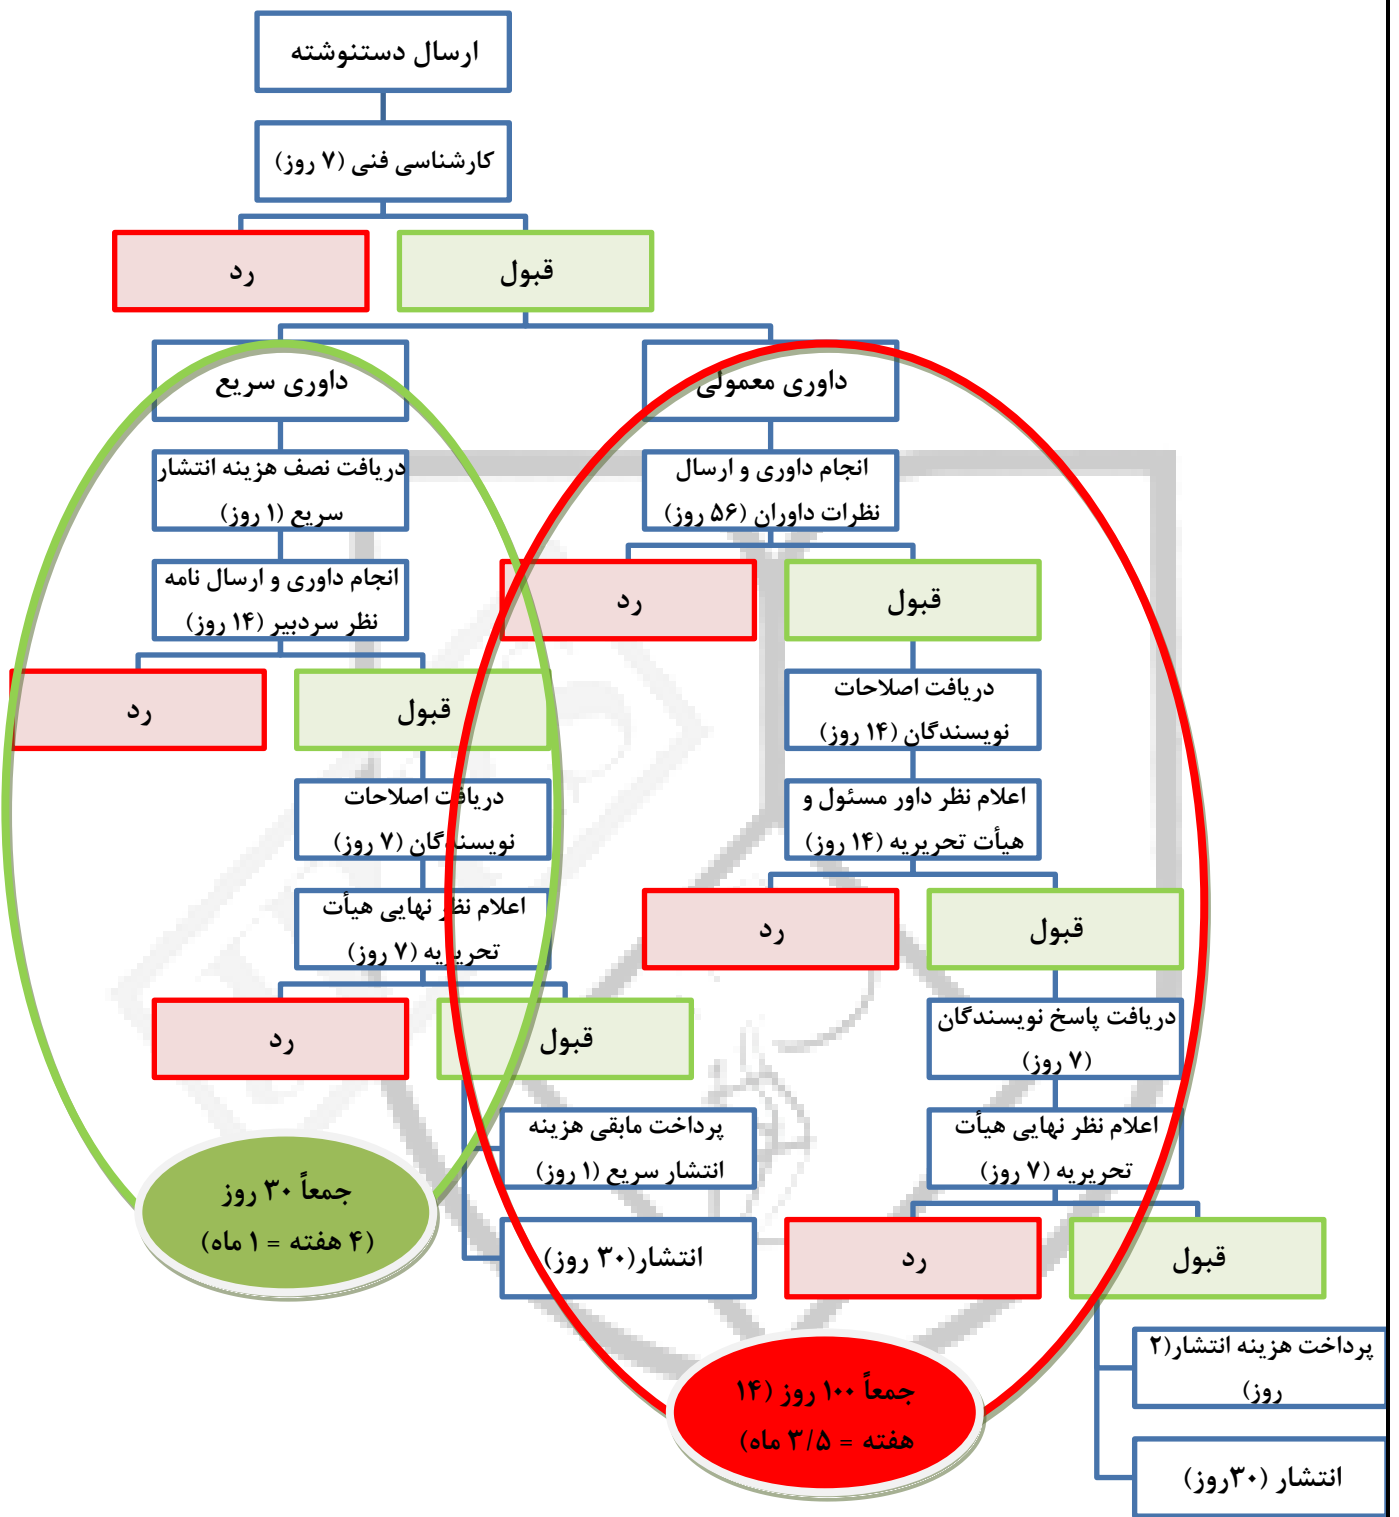 ارسال دستنوشته
کارشناسی فنی (۷ روز)
قبول
رد
داوری معمولی
داوری سریع
انجام داوری و ارسال
نظرات داوران (۵۶ روز)
دریافت نصف هزینه انتشار
سریع (۱ روز)
قبول
رد
انجام داوری و ارسال نامه
نظر سردبیر (۱۴ روز)
دریافت اصلاحات
نویسندگان (۱۴ روز)
قبول
رد
اعلام نظر داور مسئول و
هیأت تحریریه (۱۴ روز)
دریافت اصلاحات
نویسندگان (۷ روز)
قبول
رد
اعلام نظر نهایی هیأت
تحریریه (۷ روز)
دریافت پاسخ نویسندگان
(۷ روز)
قبول
رد
اعلام نظر نهایی هیأت
تحریریه (۷ روز)
پرداخت مابقی هزینه
انتشار سریع (۱ روز)
جمعاً ۳۰ روز
(۴ هفته = ۱ ماه)
قبول
رد
انتشار(۳۰ روز)
پرداخت هزینه انتشار(۲
روز)
جمعاً ۱۰۰ روز (۱۴
هفته = ۳/۵ ماه)
انتشار (۳۰روز)